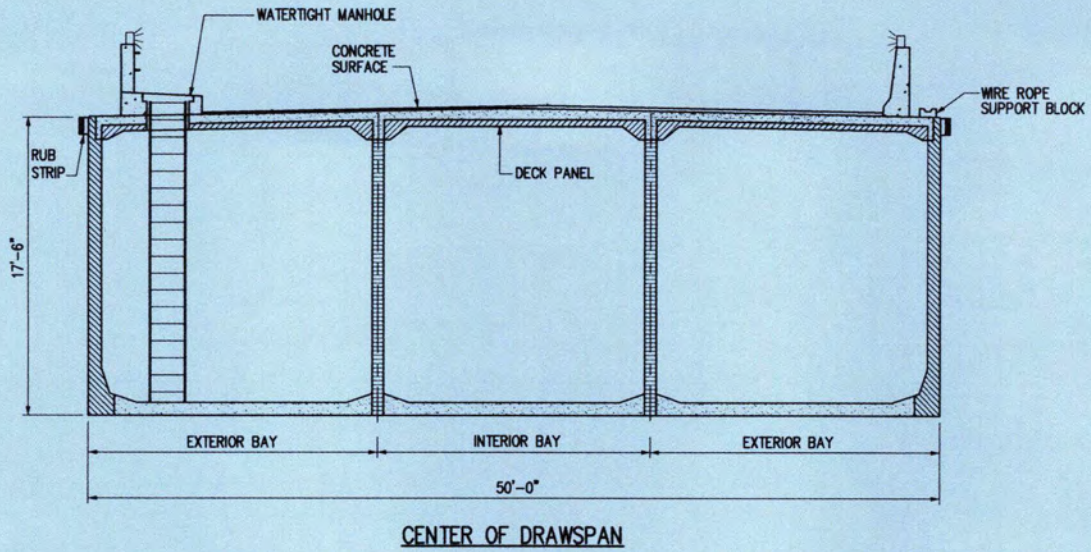 WATERTIGHT MANHOLE
CONCRETE
SURFACE
WIRE ROPE
SUPPORT BLOCK
RUB
STRIP
DECK PANEL
17'-6"
EXTERIOR BAY
INTERIOR BAY
EXTERIOR BAY
50'-0"
CENTER OF DRAWSPAN